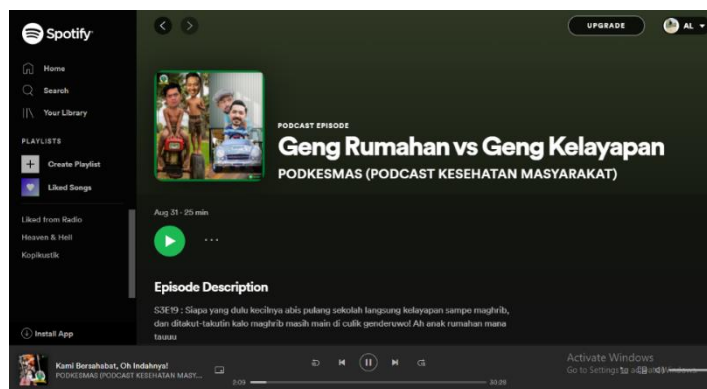 Spotify
UPGRADE
AL
Home
Search
Your Library
PLAYLISTS
Create Playlist
Liked Songs
Liked from Radio
Heaven & Hell
Kopikustik
Install App
PODCAST EPISODE
Geng Rumahan vs Geng Kelayapan
PODKESMAS (PODCAST KESEHATAN MASYARAKAT)
Aug 31 · 25 min
Episode Description
S3E19 : Siapa yang dulu kecilnya abis pulang sekolah langsung kelayapan sampe maghrib,
dan ditakut-takutin kalo maghrib masih main di culik genderuwo! Ah anak rumahan mana
tauuu
Kami Bersahabat, Oh Indahnya!
PODKESMAS (PODCAST KESEHATAN MASY...
2:09
30:29
Activate Windows
Go to Settings to activate Windows.